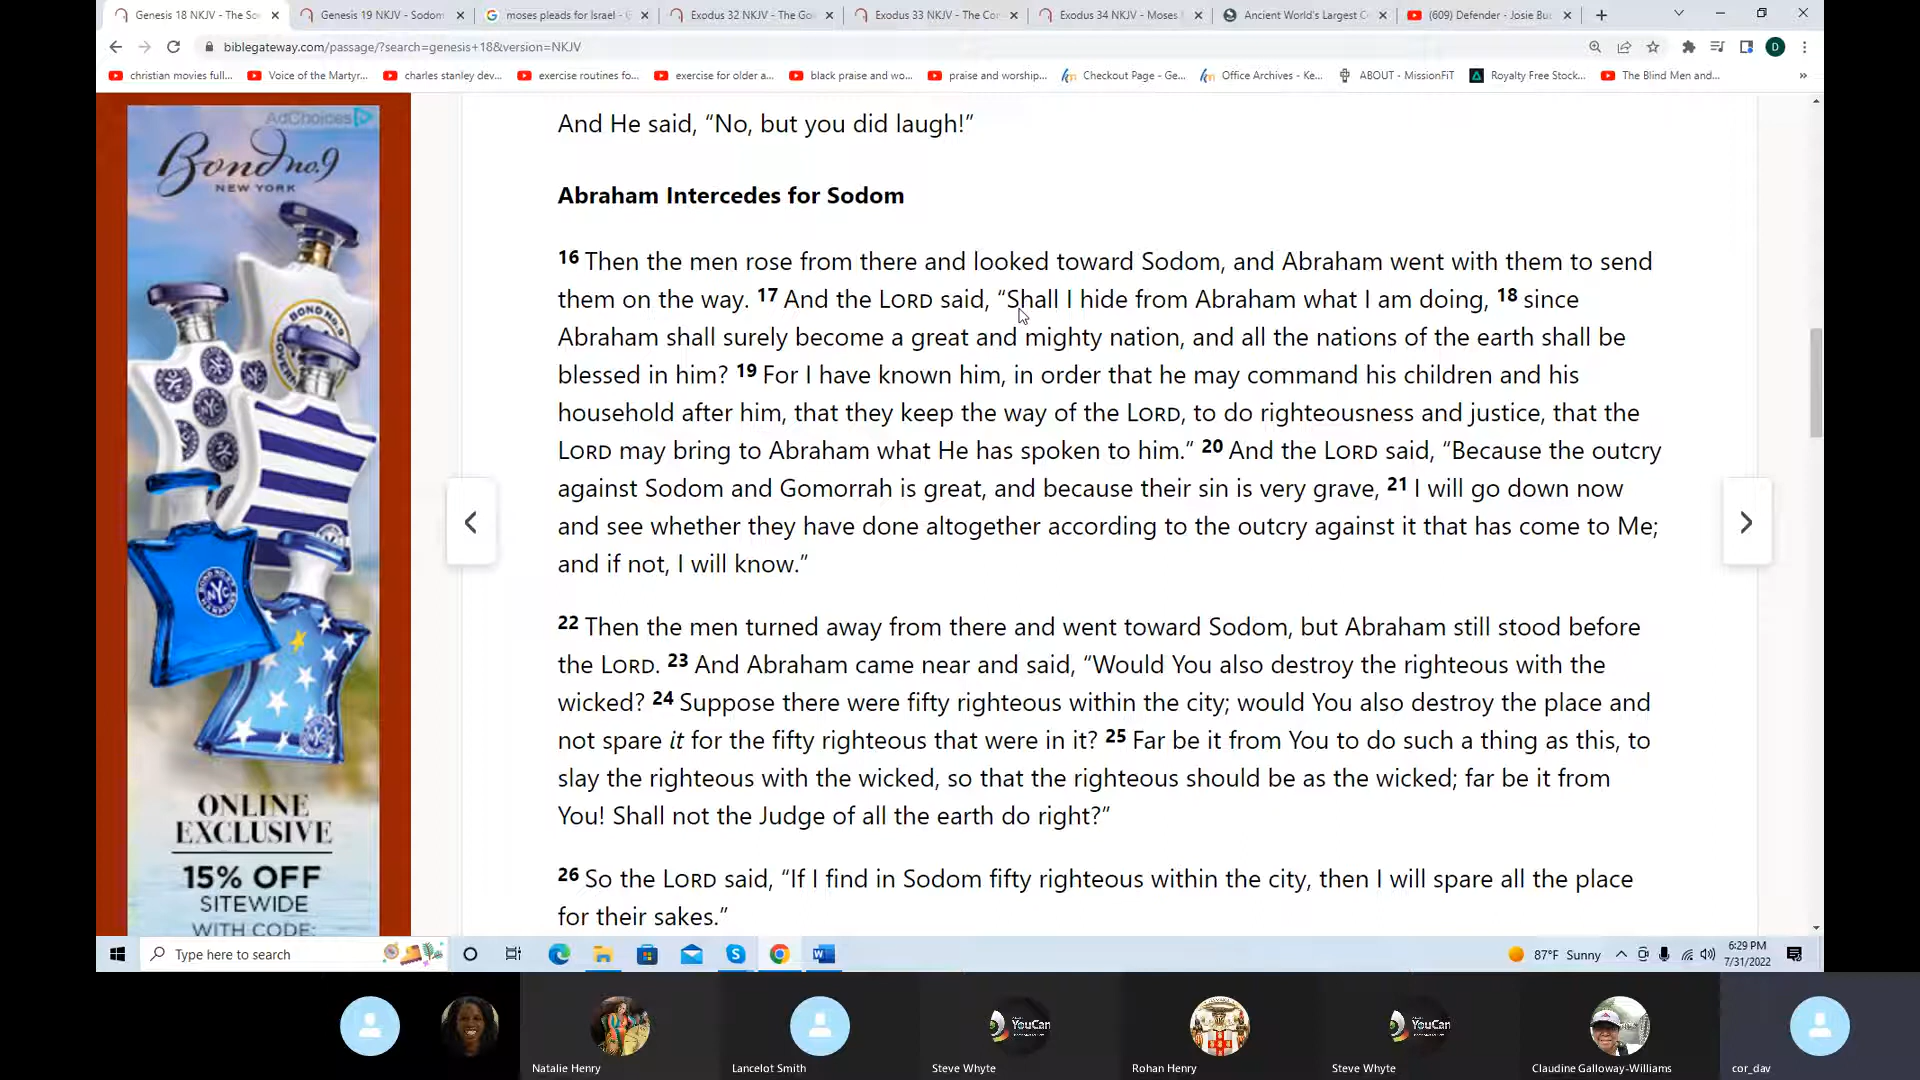 Genesis 18 NKJV - The So
Genesis 19 NKJV - Sodom
moses pleads for Israel - G
Exodus 32 NKJV - The Go
Exodus 33 NKJV - The Co
Exodus 34 NKJV - Moses
Ancient World's Largest C
(609) Defender - Josie Bu
biblegateway.com/passage/?search=genesis+18&version=NKJV
D
christian movies full...
Voice of the Martyr...
charles stanley dev...
exercise routines fo...
exercise for older a...
black praise and wo...
praise and worship...
Checkout Page - Ge...
Office Archives - Ke...
ABOUT - MissionFiT
Royalty Free Stock...
The Blind Men and...
AdChoices
Bond no.9
NEW YORK
ONLINE
EXCLUSIVE
15% OFF
SITEWIDE
WITH CODE:
And He said, “No, but you did laugh!”
Abraham Intercedes for Sodom
16 Then the men rose from there and looked toward Sodom, and Abraham went with them to send
them on the way. 17 And the LORD said, “Shall I hide from Abraham what I am doing, 18 since
Abraham shall surely become a great and mighty nation, and all the nations of the earth shall be
blessed in him? 19 For I have known him, in order that he may command his children and his
household after him, that they keep the way of the LORD, to do righteousness and justice, that the
LORD may bring to Abraham what He has spoken to him.” 20 And the LORD said, “Because the outcry
against Sodom and Gomorrah is great, and because their sin is very grave, 21 I will go down now
and see whether they have done altogether according to the outcry against it that has come to Me;
and if not, I will know.”
22 Then the men turned away from there and went toward Sodom, but Abraham still stood before
the LORD. 23 And Abraham came near and said, “Would You also destroy the righteous with the
wicked? 24 Suppose there were fifty righteous within the city; would You also destroy the place and
not spare it for the fifty righteous that were in it? 25 Far be it from You to do such a thing as this, to
slay the righteous with the wicked, so that the righteous should be as the wicked; far be it from
You! Shall not the Judge of all the earth do right?”
26 So the LORD said, “If I find in Sodom fifty righteous within the city, then I will spare all the place
for their sakes.”
Type here to search
87°F Sunny
6:29 PM
7/31/2022
YouCan
YouCan
Natalie Henry
Lancelot Smith
Steve Whyte
Rohan Henry
Steve Whyte
Claudine Galloway-Williams
cor_dav